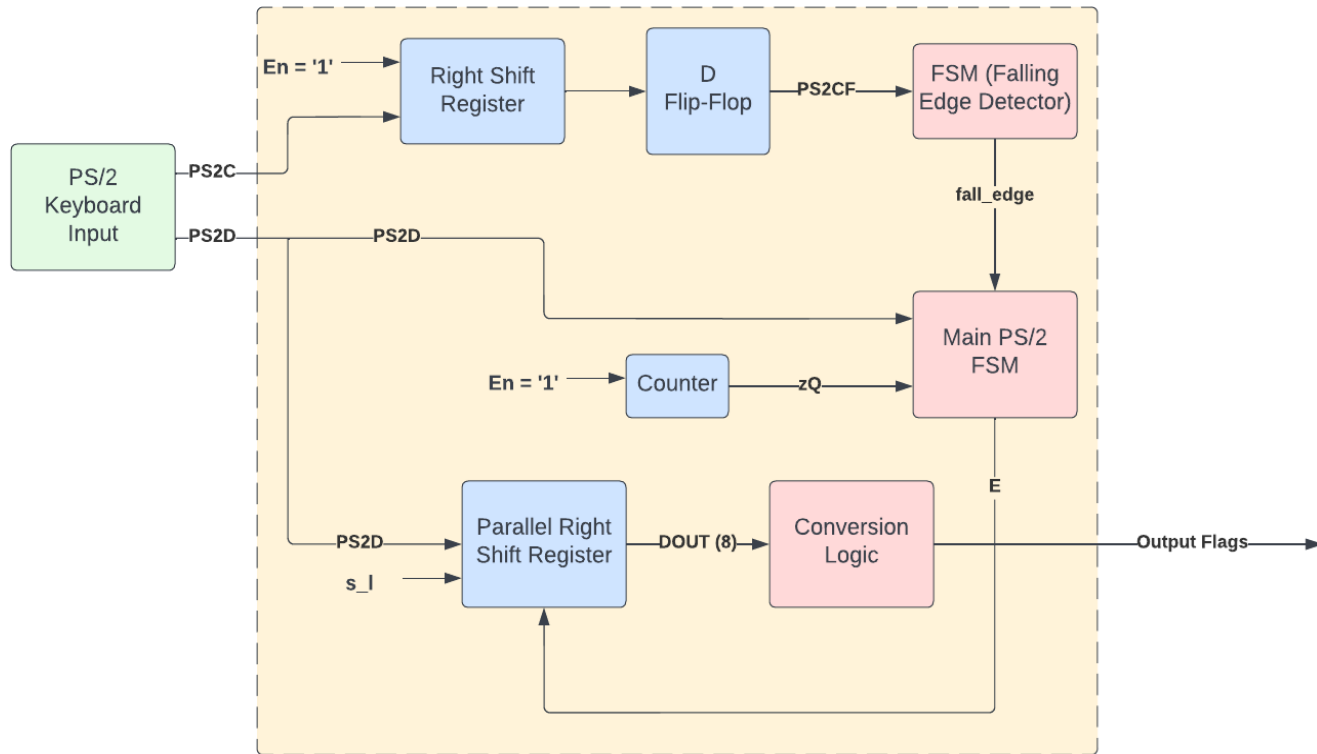 En = '1'
Right Shift
Register
D
Flip-Flop
PS2CF
FSM (Falling
Edge Detector)
PS/2
Keyboard
Input
PS2C
fall_edge
PS2D
PS2D
Main PS/2
FSM
En = '1'
Counter
zQ
E
PS2D
s_l
Parallel Right
Shift Register
DOUT (8)
Conversion
Logic
Output Flags